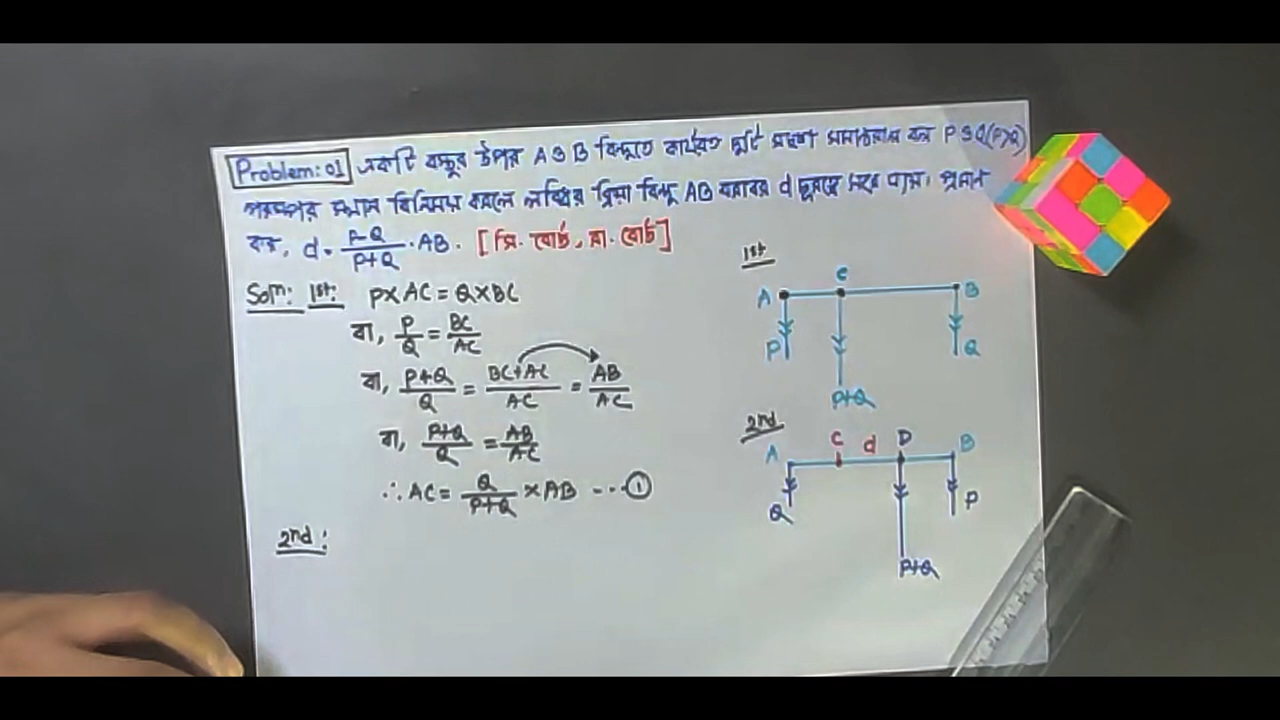 Problem: 01 একটি বস্তুর উপর A ও B বিন্দুতে কার্যরত দুটি সদৃশ সমান্তরাল বল P ও Q(P>Q)
পরস্পর স্থান বিনিময় করলে লব্ধির ক্রিয়া বিন্দু AB বরাবর d দূরত্বে সরে যায়। প্রমাণ
কর, d = P-Q/P+Q · AB. [সি. বোর্ড, রা. বোর্ড]
Soln: 1st: P×AC = Q×BC
বা, P/Q = BC/AC
বা, P+Q/Q = BC+AC/AC = AB/AC
বা, P+Q/Q = AB/AC
∴ AC = Q/P+Q × AB ---①
2nd:
1st
A C B
P Q
P+Q
2nd
A C d D B
Q P
P+Q